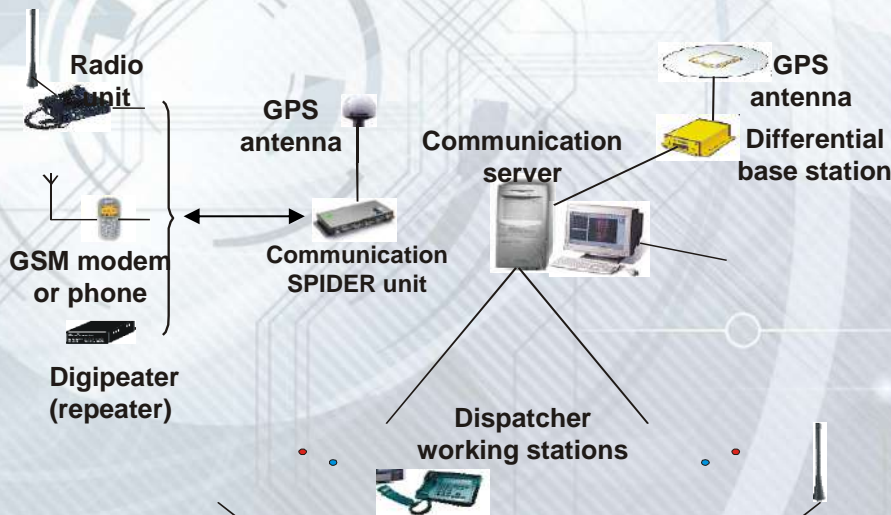 Radio
unit
GPS
antenna
GSM modem
or phone
Communication
SPIDER unit
Digipeater
(repeater)
Communication
server
GPS
antenna
Differential
base station
Dispatcher
working stations